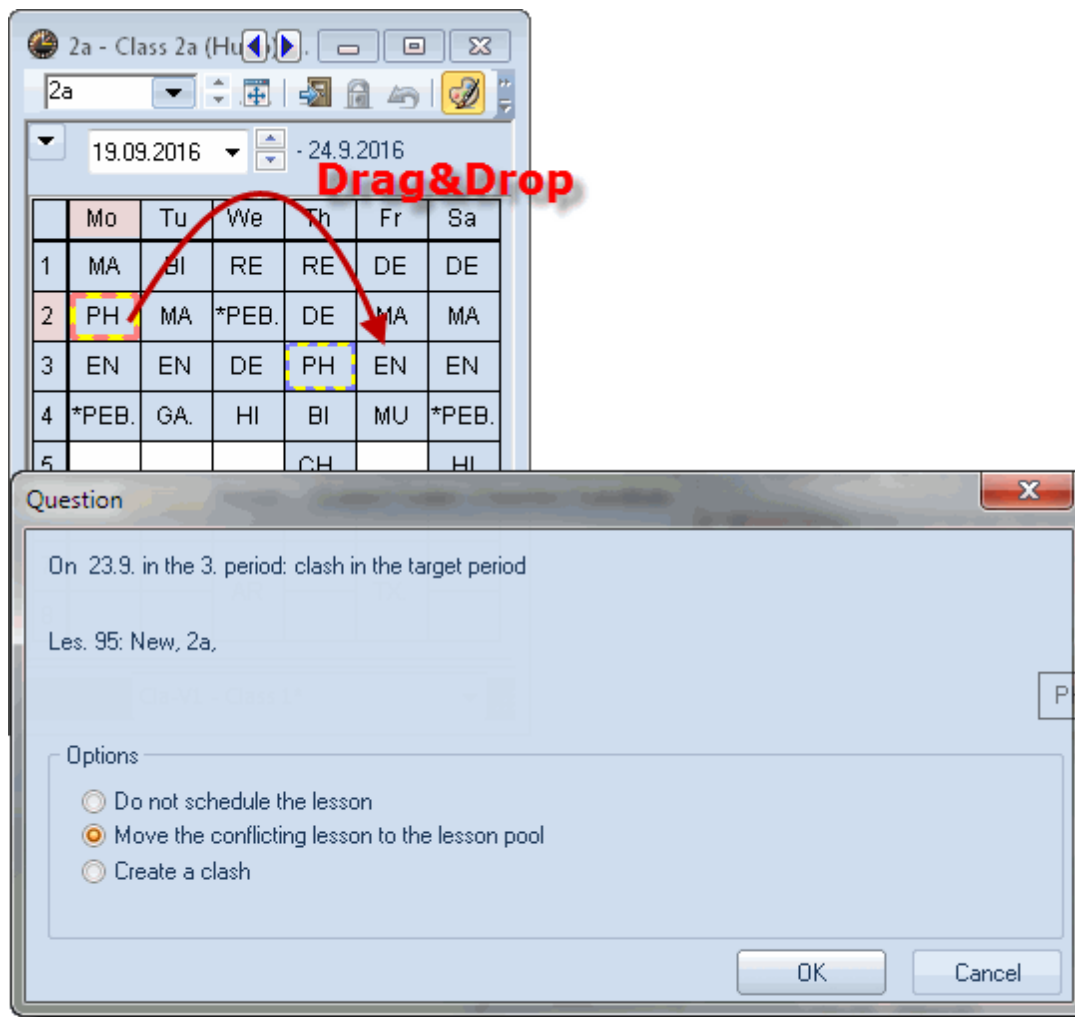 2a - Class 2a (Hu
2a
19.09.2016 - 24.9.2016
Drag&Drop
Mo Tu We Th Fr Sa
1 MA BI RE RE DE DE
2 PH MA *PEB. DE MA MA
3 EN EN DE PH EN EN
4 *PEB. GA. HI BI MU *PEB.
5 CH HI
Question
On 23.9. in the 3. period: clash in the target period
Les. 95: New, 2a,
P
Options
Do not schedule the lesson
Move the conflicting lesson to the lesson pool
Create a clash
OK Cancel